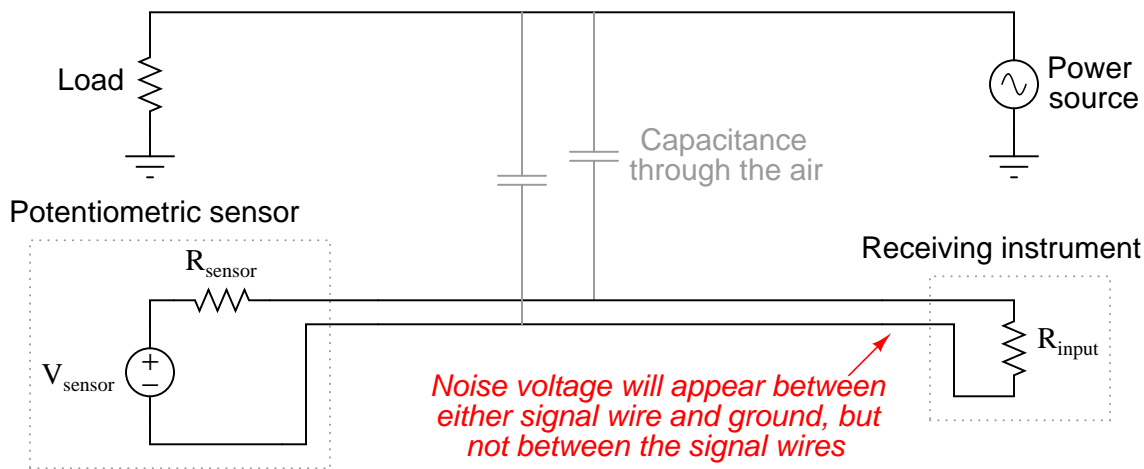 Load
Power
source
Capacitance
through the air
Potentiometric sensor
Receiving instrument
Rsensor
+
−
Vsensor
Rinput
Noise voltage will appear between
either signal wire and ground, but
not between the signal wires